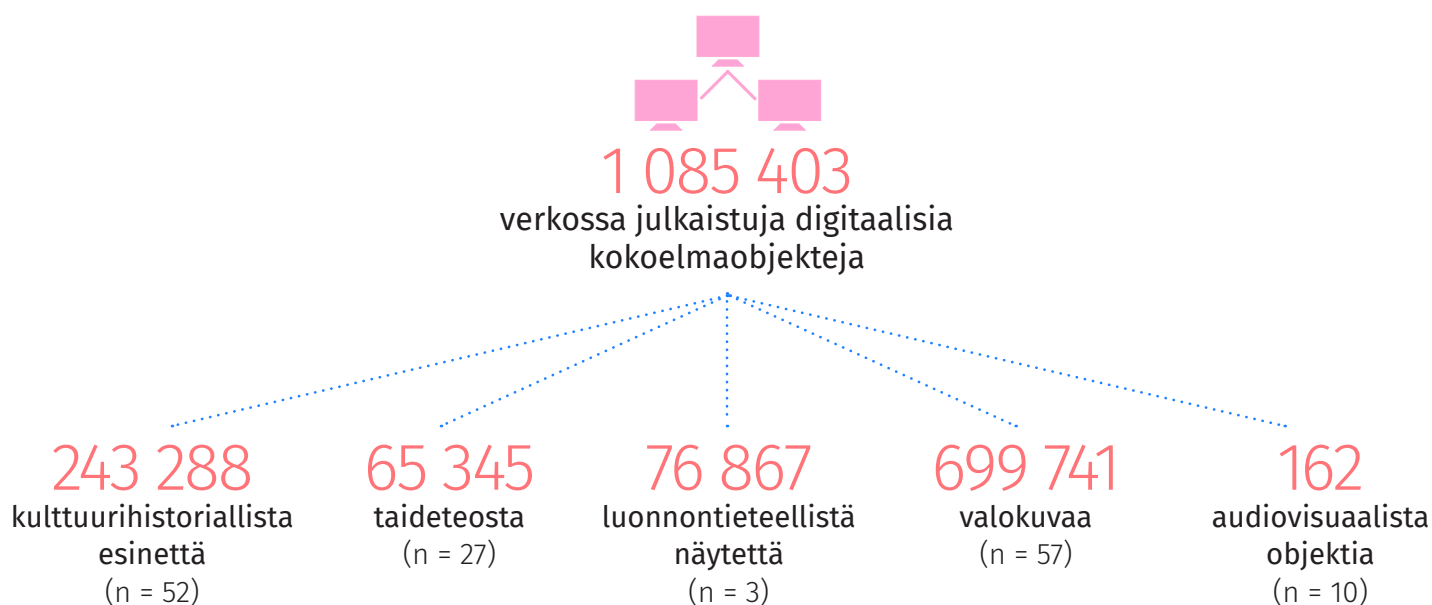 1 085 403
verkossa julkaistuja digitaalisia
kokoelmaobjekteja
243 288
kulttuurihistoriallista
esinettä
(n = 52)
65 345
taideteosta
(n = 27)
76 867
luonnontieteellistä
näytettä
(n = 3)
699 741
valokuvaa
(n = 57)
162
audiovisuaalista
objektia
(n = 10)